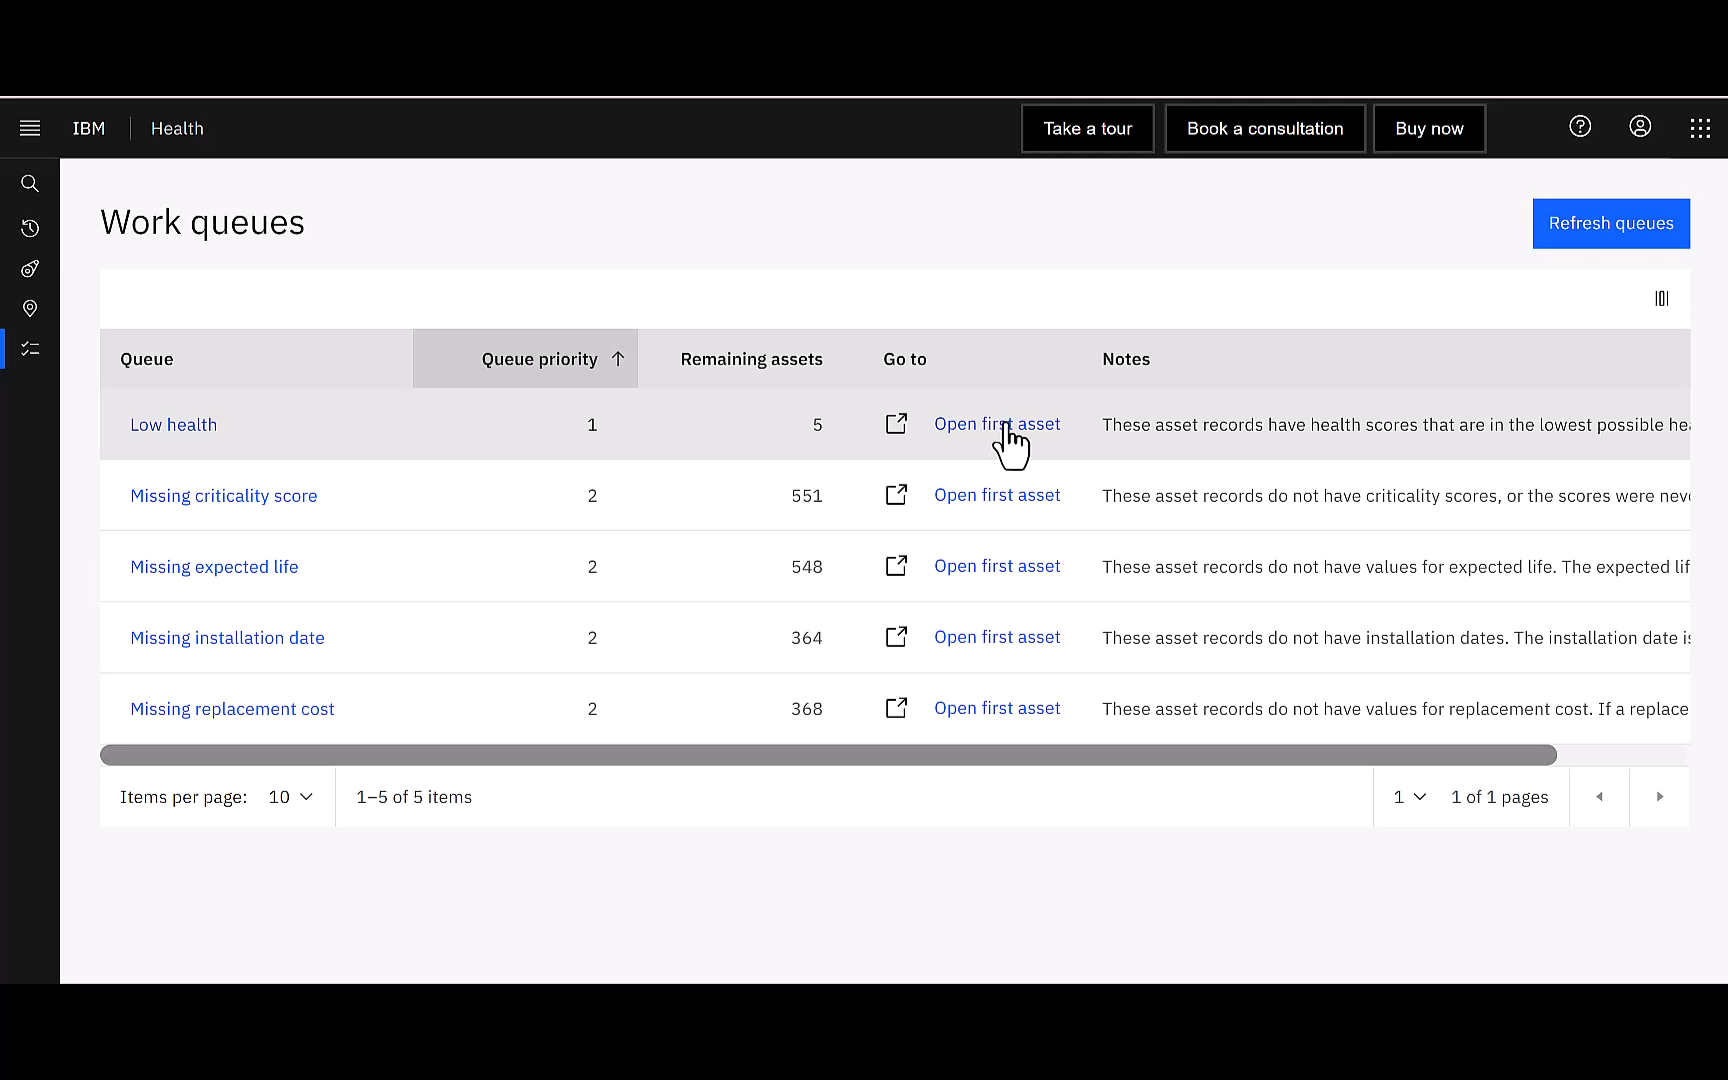 IBM Health Take a tour Book a consultation Buy now
Work queues Refresh queues
Queue Queue priority Remaining assets Go to Notes
Low health 1 5 Open first asset These asset records have health scores that are in the lowest possible hea
Missing criticality score 2 551 Open first asset These asset records do not have criticality scores, or the scores were neve
Missing expected life 2 548 Open first asset These asset records do not have values for expected life. The expected lif
Missing installation date 2 364 Open first asset These asset records do not have installation dates. The installation date is
Missing replacement cost 2 368 Open first asset These asset records do not have values for replacement cost. If a replace
Items per page: 10 1–5 of 5 items 1 1 of 1 pages